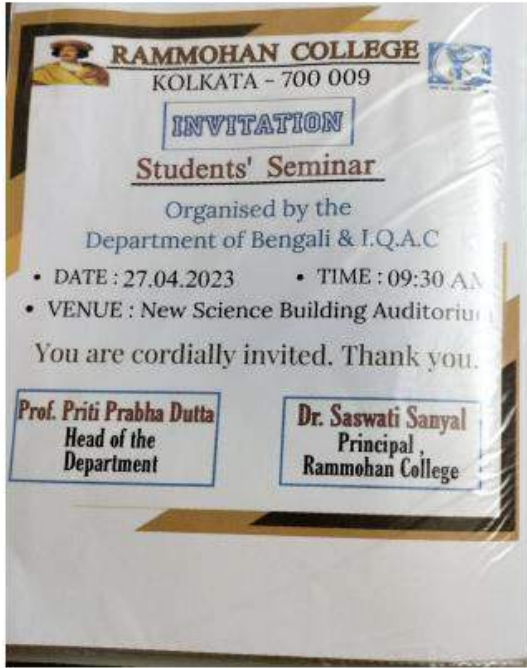 RAMMOHAN COLLEGE
KOLKATA – 700 009
INVITATION
Students' Seminar
Organised by the
Department of Bengali & I.Q.A.C
• DATE : 27.04.2023 • TIME : 09:30 AM
• VENUE : New Science Building Auditorium
You are cordially invited. Thank you.
Prof. Priti Prabha Dutta
Head of the
Department
Dr. Saswati Sanyal
Principal ,
Rammohan College